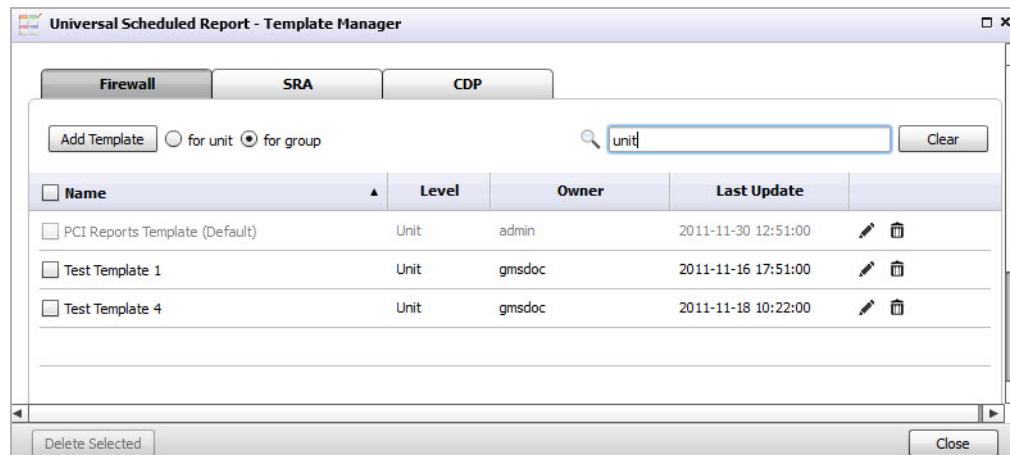 Universal Scheduled Report - Template Manager
Firewall SRA CDP
Add Template for unit for group unit Clear
Name Level Owner Last Update
PCI Reports Template (Default) Unit admin 2011-11-30 12:51:00
Test Template 1 Unit gmsdoc 2011-11-16 17:51:00
Test Template 4 Unit gmsdoc 2011-11-18 10:22:00
Delete Selected Close